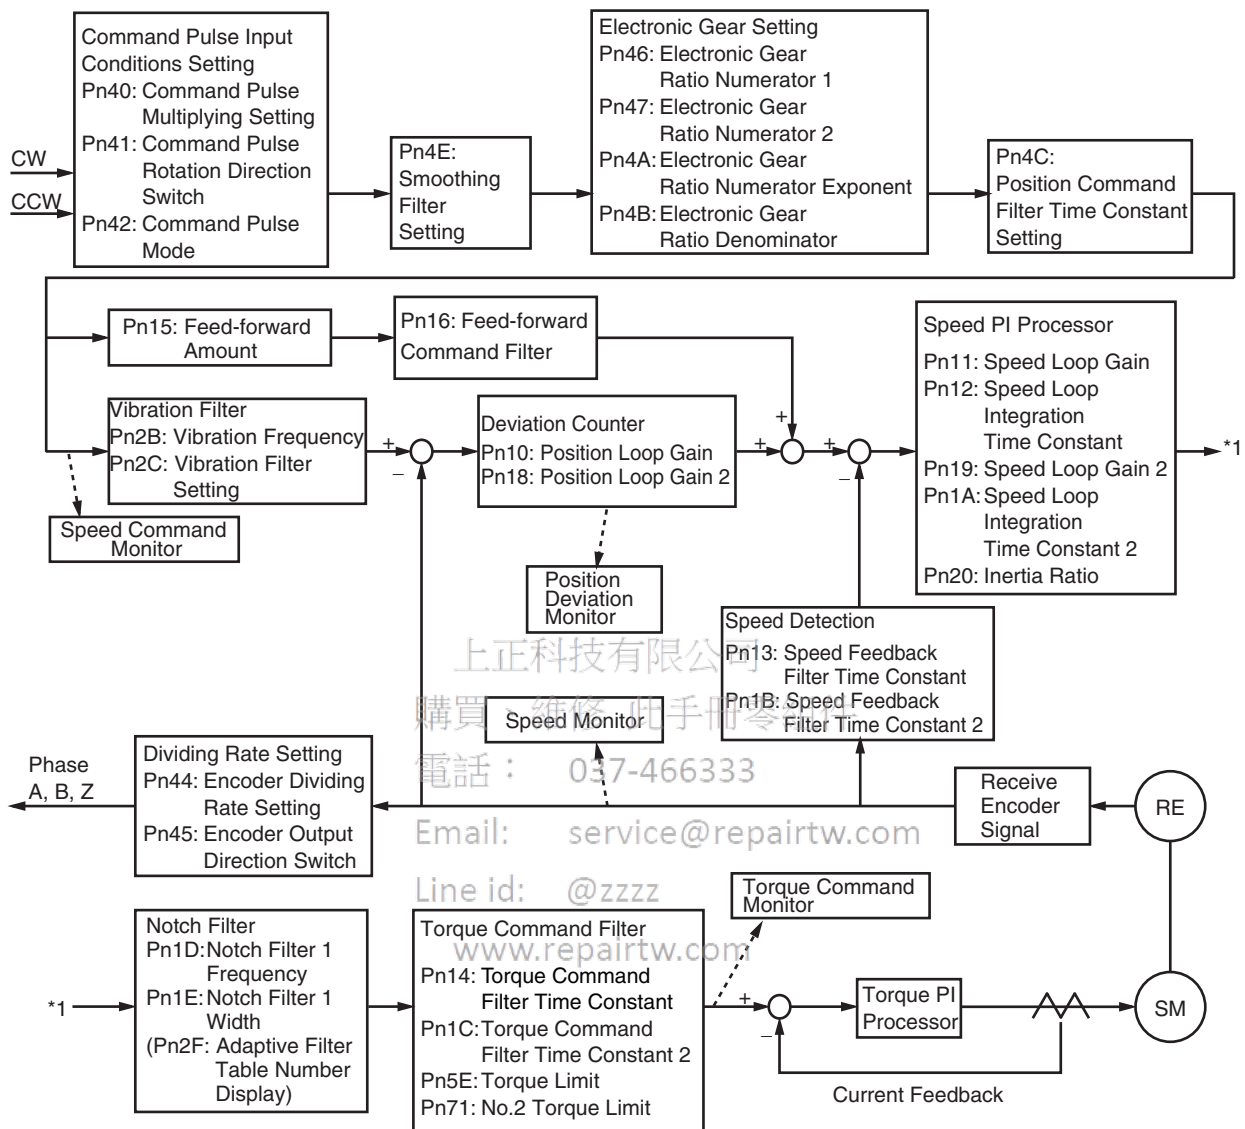 Command Pulse Input
Conditions Setting
Pn40: Command Pulse
Multiplying Setting
Pn41: Command Pulse
Rotation Direction
Switch
Pn42: Command Pulse
Mode
CW
CCW
Pn4E:
Smoothing
Filter
Setting
Electronic Gear Setting
Pn46: Electronic Gear
Ratio Numerator 1
Pn47: Electronic Gear
Ratio Numerator 2
Pn4A: Electronic Gear
Ratio Numerator Exponent
Pn4B: Electronic Gear
Ratio Denominator
Pn4C:
Position Command
Filter Time Constant
Setting
Pn15: Feed-forward
Amount
Pn16: Feed-forward
Command Filter
Vibration Filter
Pn2B: Vibration Frequency
Pn2C: Vibration Filter
Setting
Speed Command
Monitor
+
−
Deviation Counter
Pn10: Position Loop Gain
Pn18: Position Loop Gain 2
Position
Deviation
Monitor
+
+
+
−
Speed PI Processor
Pn11: Speed Loop Gain
Pn12: Speed Loop
Integration
Time Constant
Pn19: Speed Loop Gain 2
Pn1A: Speed Loop
Integration
Time Constant 2
Pn20: Inertia Ratio
*1
Speed Detection
Pn13: Speed Feedback
Filter Time Constant
Pn1B: Speed Feedback
Filter Time Constant 2
上正科技有限公司
購買、維修 此手冊零組件
電話： 037-466333
Email: service@repairtw.com
Line id: @zzzz
www.repairtw.com
Speed Monitor
Phase
A, B, Z
Dividing Rate Setting
Pn44: Encoder Dividing
Rate Setting
Pn45: Encoder Output
Direction Switch
Receive
Encoder
Signal
RE
Torque Command
Monitor
*1
Notch Filter
Pn1D: Notch Filter 1
Frequency
Pn1E: Notch Filter 1
Width
(Pn2F: Adaptive Filter
Table Number
Display)
Torque Command Filter
Pn14: Torque Command
Filter Time Constant
Pn1C: Torque Command
Filter Time Constant 2
Pn5E: Torque Limit
Pn71: No.2 Torque Limit
+
−
Torque PI
Processor
SM
Current Feedback